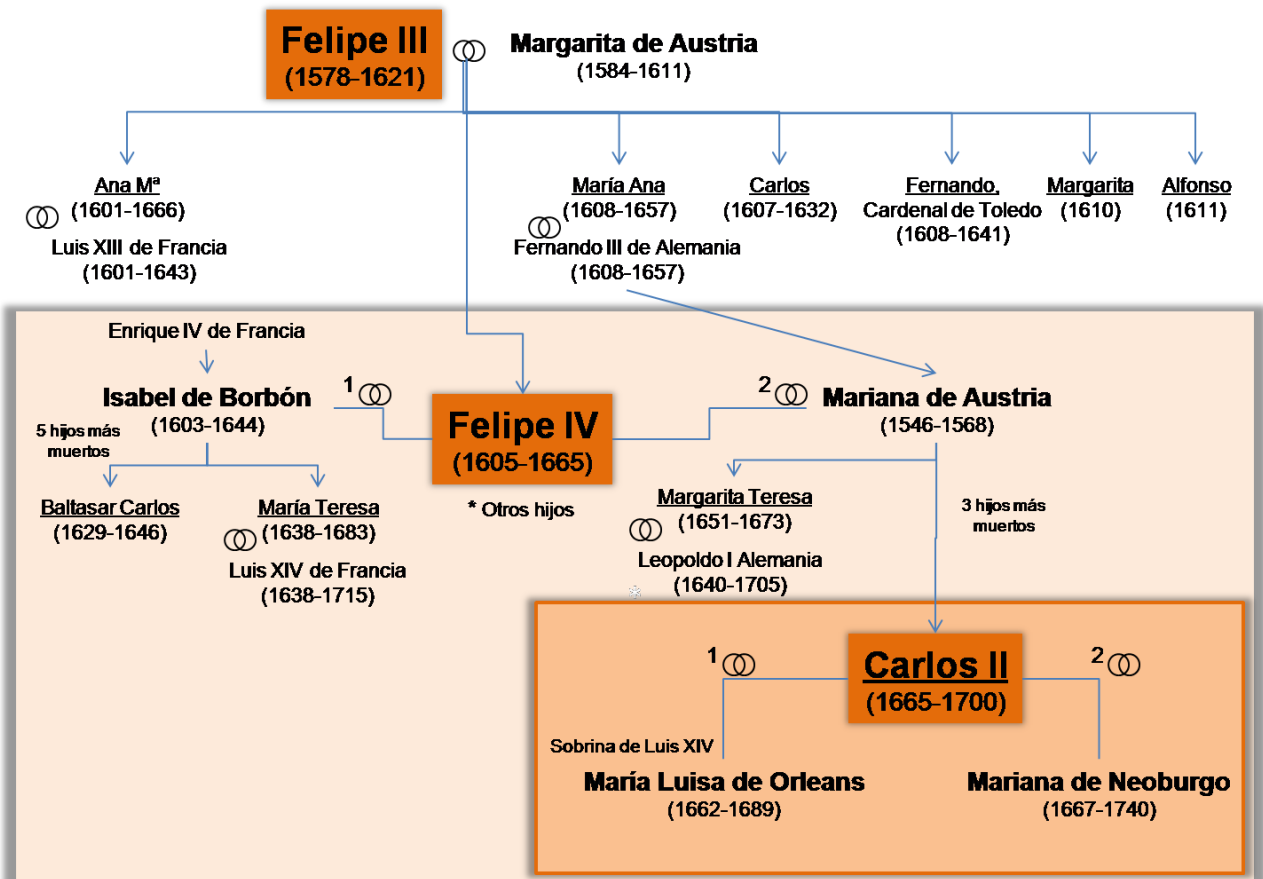 Felipe III
(1578-1621)
Margarita de Austria
(1584-1611)
Ana Mª
(1601-1666)
Luis XIII de Francia
(1601-1643)
María Ana
(1608-1657)
Fernando III de Alemania
(1608-1657)
Carlos
(1607-1632)
Fernando,
Cardenal de Toledo
(1608-1641)
Margarita
(1610)
Alfonso
(1611)
Enrique IV de Francia
Isabel de Borbón
(1603-1644)
1
Felipe IV
(1605-1665)
* Otros hijos
2
Mariana de Austria
(1546-1568)
5 hijos más
muertos
Baltasar Carlos
(1629-1646)
María Teresa
(1638-1683)
Luis XIV de Francia
(1638-1715)
Margarita Teresa
(1651-1673)
Leopoldo I Alemania
(1640-1705)
3 hijos más
muertos
1
Carlos II
(1665-1700)
2
Sobrina de Luis XIV
María Luisa de Orleans
(1662-1689)
Mariana de Neoburgo
(1667-1740)